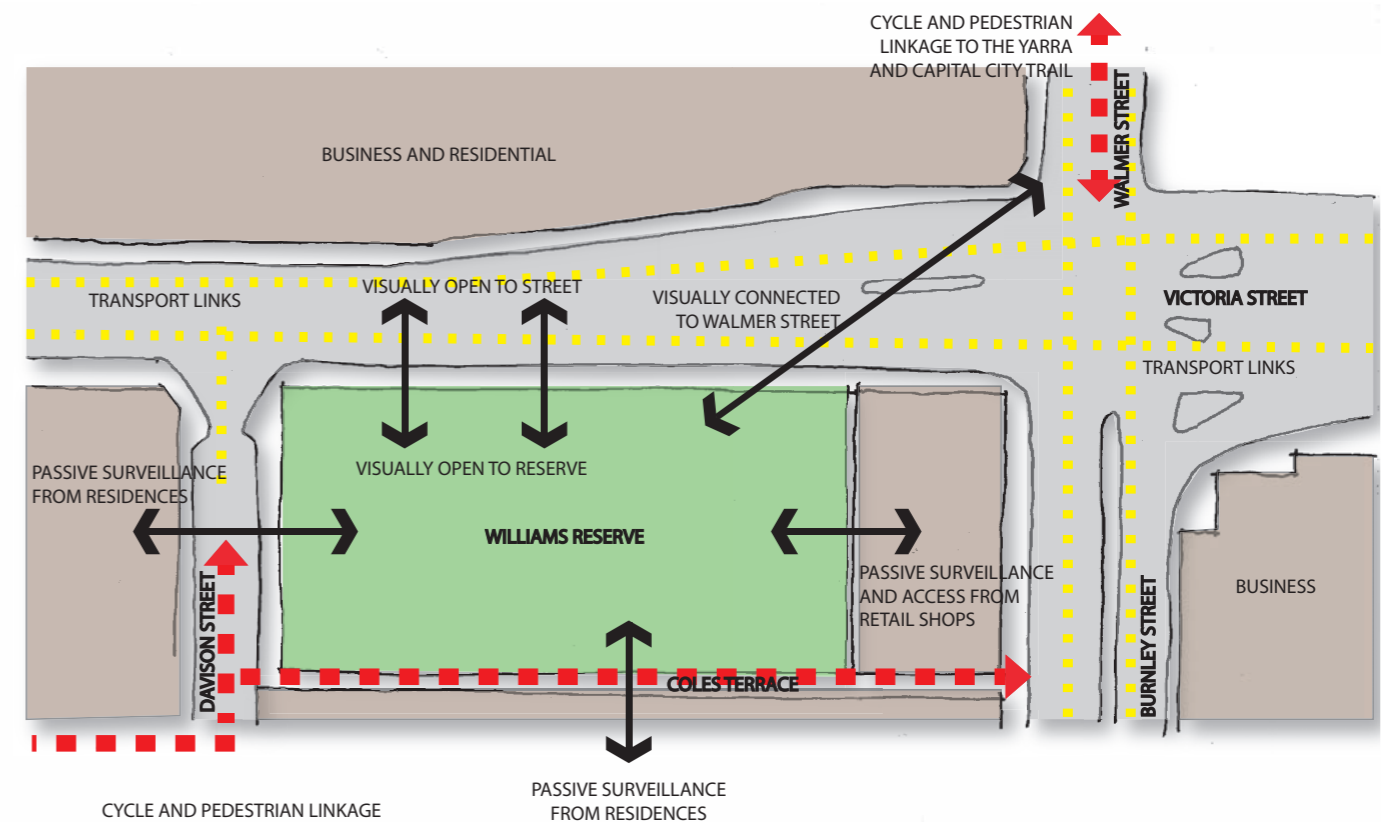 CYCLE AND PEDESTRIAN
LINKAGE TO THE YARRA
AND CAPITAL CITY TRAIL
WALMER STREET
BUSINESS AND RESIDENTIAL
TRANSPORT LINKS
VISUALLY OPEN TO STREET
VISUALLY CONNECTED
TO WALMER STREET
VICTORIA STREET
TRANSPORT LINKS
PASSIVE SURVEILLANCE
FROM RESIDENCES
VISUALLY OPEN TO RESERVE
WILLIAMS RESERVE
PASSIVE SURVEILLANCE
AND ACCESS FROM
RETAIL SHOPS
BUSINESS
DAVISON STREET
COLES TERRACE
BURNLEY STREET
CYCLE AND PEDESTRIAN LINKAGE
PASSIVE SURVEILLANCE
FROM RESIDENCES